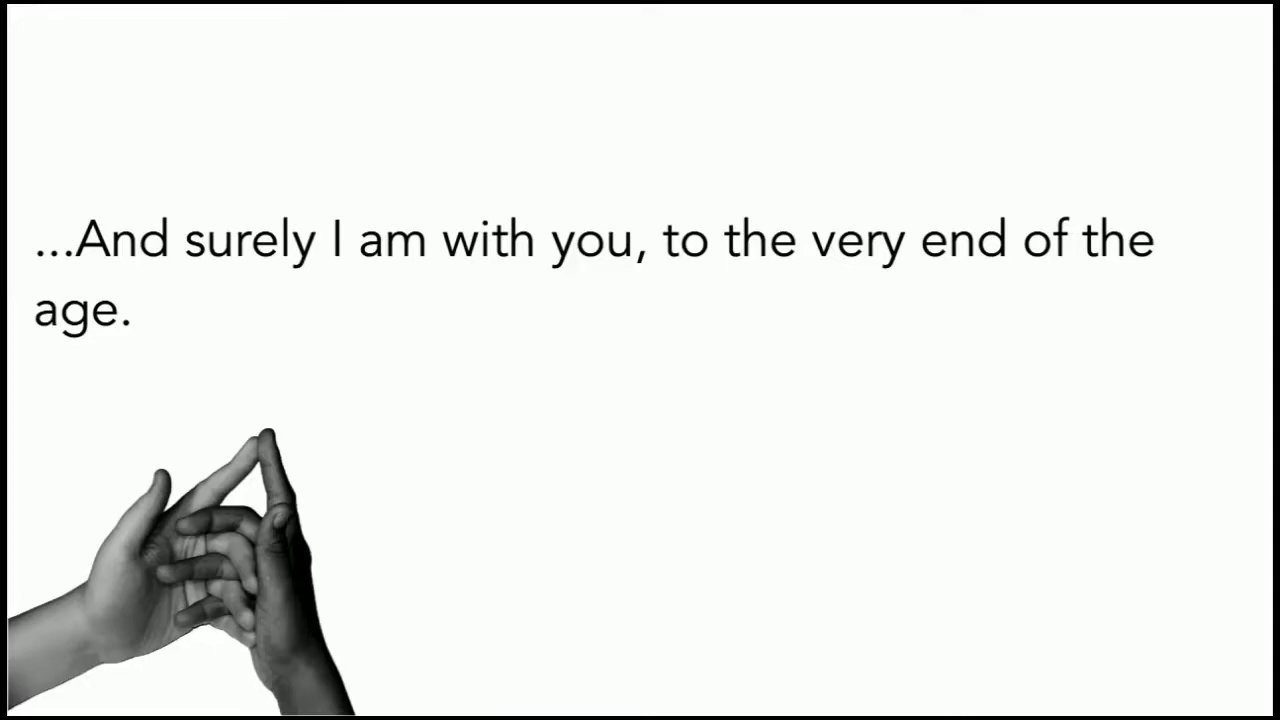 ...And surely I am with you, to the very end of the
age.